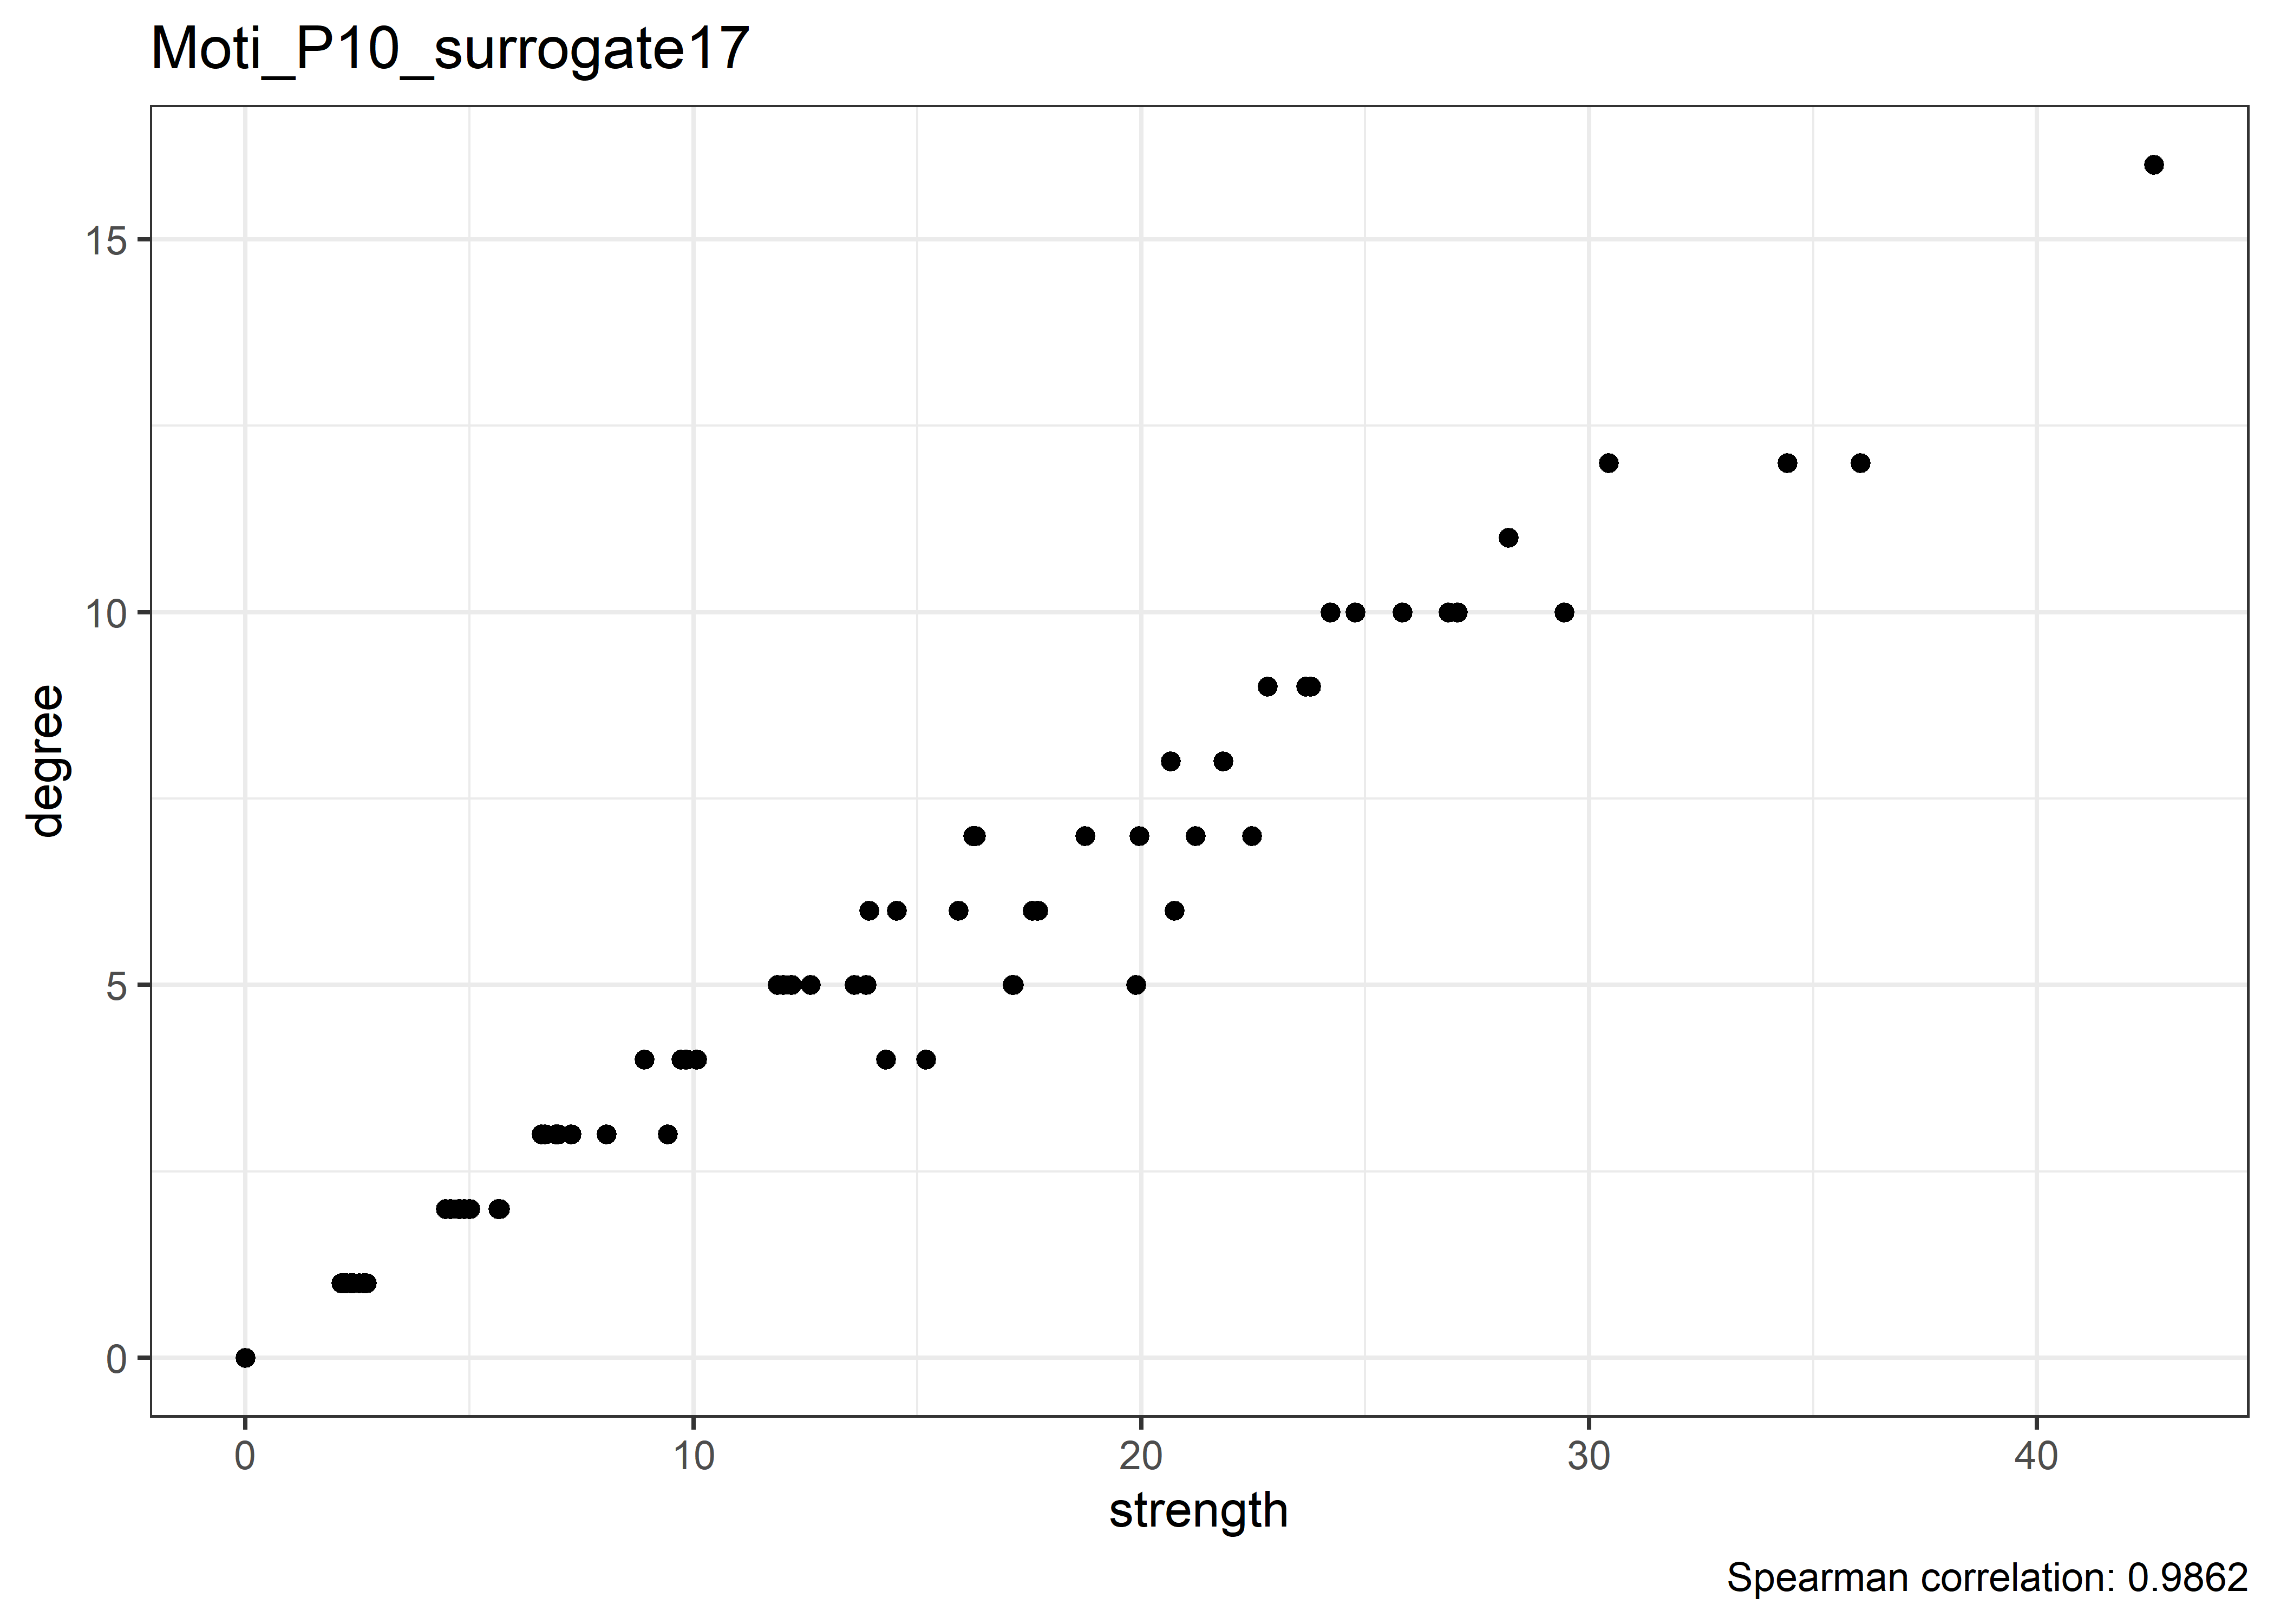 Moti_P10_surrogate17
degree
15
10
5
0
0 10 20 30 40
strength
Spearman correlation: 0.9862